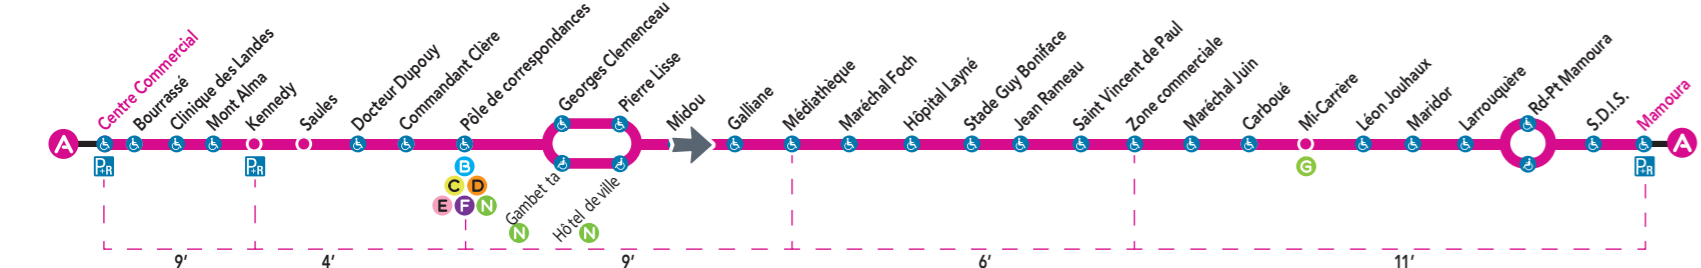 A
Centre Commercial
Bourrassé
Clinique des Landes
Mont Alma
Kennedy
Saules
Docteur Dupouy
Commandant Clère
Pôle de correspondances
Georges Clemenceau
Pierre Lisse
Midou
Galliane
Médiathèque
Maréchal Foch
Hôpital Layné
Stade Guy Boniface
Jean Rameau
Saint Vincent de Paul
Zone commerciale
Maréchal Juin
Carboué
Mi-Carrère
Léon Jouhaux
Maridor
Larrouquère
Rd-Pt Mamoura
S.D.I.S.
Mamoura
A
P+R
P+R
B
C D
E F N
Gambet ta
N
Hôtel de ville
N
G
P+R
9′ 4′ 9′ 6′ 11′